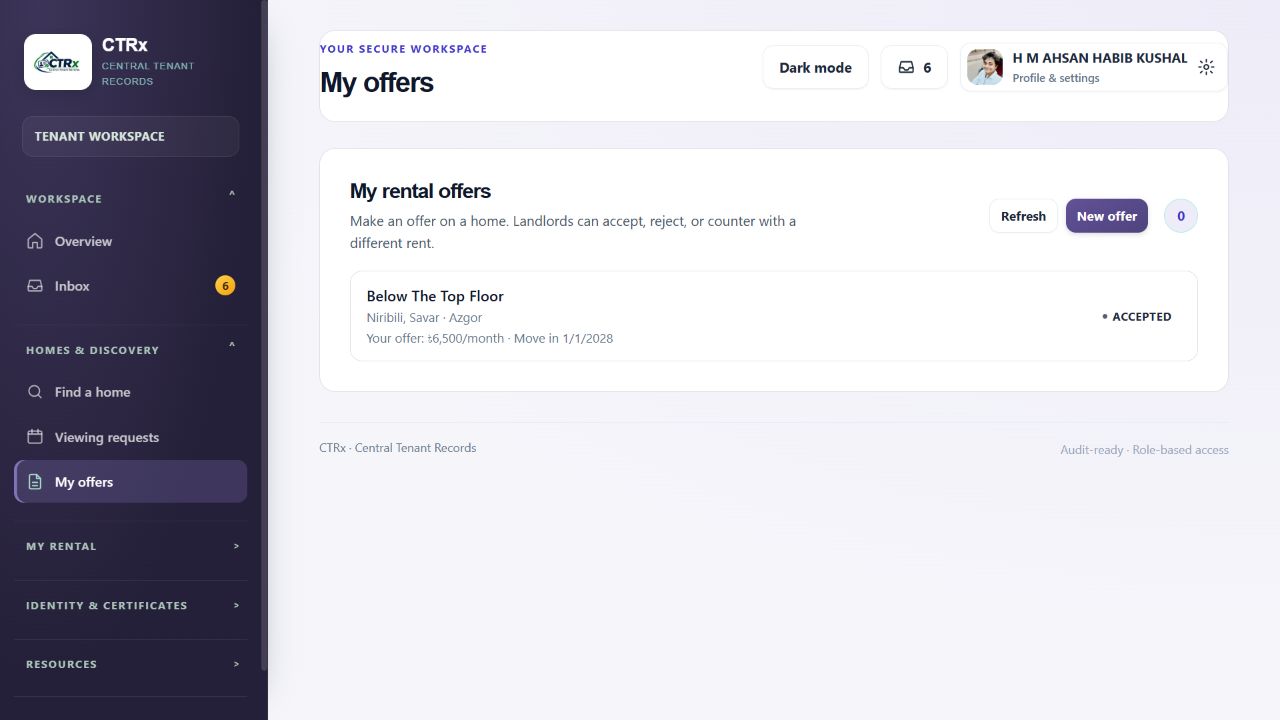 CTRx
CENTRAL TENANT
RECORDS
TENANT WORKSPACE
WORKSPACE ^
Overview
Inbox 6
HOMES & DISCOVERY ^
Find a home
Viewing requests
My offers
MY RENTAL >
IDENTITY & CERTIFICATES >
RESOURCES >
YOUR SECURE WORKSPACE
My offers
Dark mode
6
H M AHSAN HABIB KUSHAL
Profile & settings
My rental offers
Make an offer on a home. Landlords can accept, reject, or counter with a
different rent.
Refresh
New offer
0
Below The Top Floor
Niribili, Savar · Azgor
Your offer: ৳6,500/month · Move in 1/1/2028
• ACCEPTED
CTRx · Central Tenant Records
Audit-ready · Role-based access